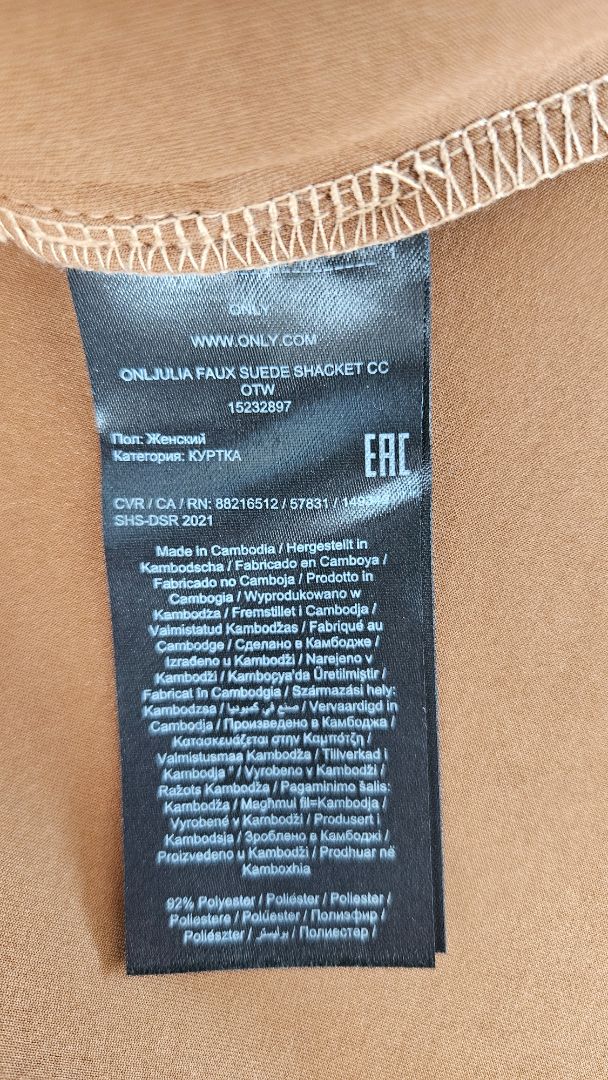 ONLY
WWW.ONLY.COM
ONLJULIA FAUX SUEDE SHACKET CC
OTW
15232897
Пол: Женский
Категория: КУРТКА
EAC
CVR / CA / RN: 88216512 / 57831 /
SHS-DSR 2021
Made in Cambodia / Hergestellt in
Kambodscha / Fabricado en Camboya /
Fabricado no Camboja / Prodotto in
Cambogia / Wyprodukowano w
Kambodża / Fremstillet i Cambodja /
Valmistatud Kambodžas / Fabriqué au
Cambodge / Сделано в Камбодже /
Izrađeno u Kambodži / Narejeno v
Kambodži / Kamboçya'da Üretilmiştir /
Fabricat în Cambodgia / Származási hely:
Kambodzsa / صنع في كمبوديا / Vervaardigd in
Cambodja / Произведено в Камбоджа /
Κατασκευάζεται στην Καμπότζη /
Valmistusmaa Kambodža / Tillverkad i
Kambodja / Vyrobeno v Kambodži /
Ražots Kambodža / Pagaminimo šalis:
Kambodža / Magħmul fil=Kambodja /
Vyrobené v Kambodži / Produsert i
Kambodsja / Зроблено в Камбоджі /
Proizvedeno u Kambodži / Prodhuar në
Kamboxhia
92% Polyester / Poliéster / Poliester /
Poliestere / Polüester / Полиэфир /
Poliészter / بوليستر / Полиестер /